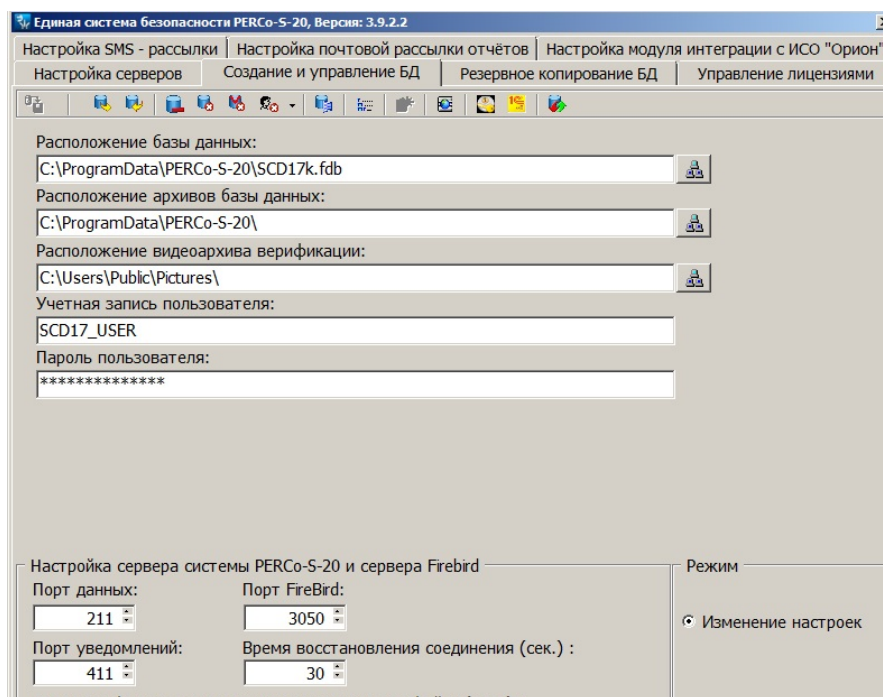 Единая система безопасности PERCo-S-20, Версия: 3.9.2.2
Настройка SMS - рассылки Настройка почтовой рассылки отчётов Настройка модуля интеграции с ИСО "Орион"
Настройка серверов Создание и управление БД Резервное копирование БД Управление лицензиями
Расположение базы данных:
C:\ProgramData\PERCo-S-20\SCD17k.fdb
Расположение архивов базы данных:
C:\ProgramData\PERCo-S-20\
Расположение видеоархива верификации:
C:\Users\Public\Pictures\
Учетная запись пользователя:
SCD17_USER
Пароль пользователя:
**************
Настройка сервера системы PERCo-S-20 и сервера Firebird Режим
Порт данных: Порт FireBird:
211 3050
Изменение настроек
Порт уведомлений: Время восстановления соединения (сек.) :
411 30